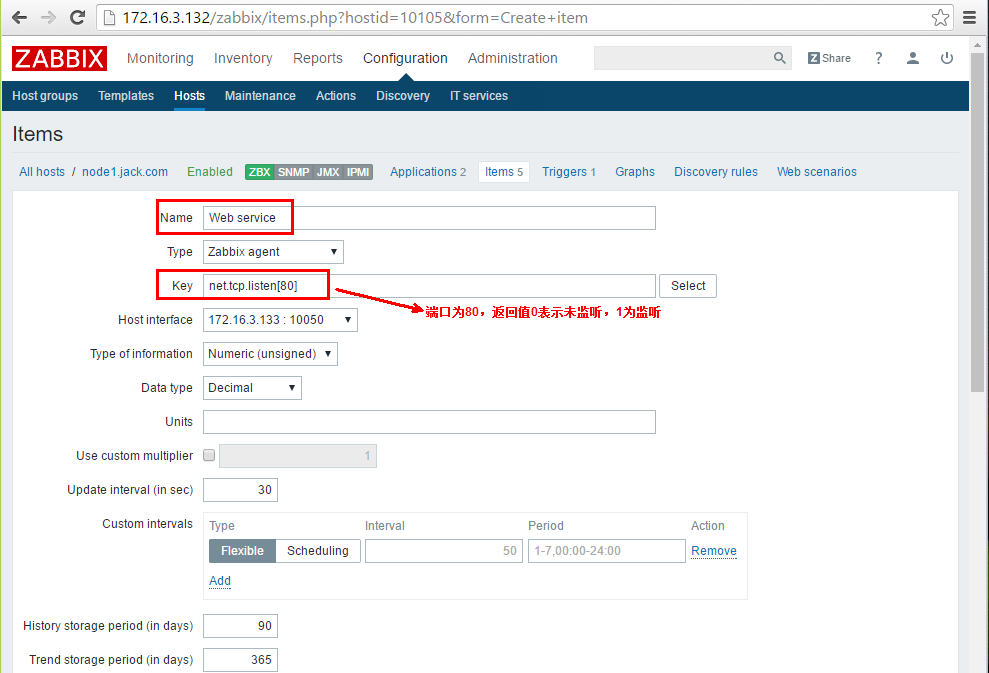 172.16.3.132/zabbix/items.php?hostid=10105&form=Create+item
ZABBIX Monitoring Inventory Reports Configuration Administration Z Share ?
Host groups Templates Hosts Maintenance Actions Discovery IT services
Items
All hosts / node1.jack.com Enabled ZBX SNMP JMX IPMI Applications 2 Items 5 Triggers 1 Graphs Discovery rules Web scenarios
Name Web service
Type Zabbix agent
Key net.tcp.listen[80] Select
端口为80，返回值0表示未监听，1为监听
Host interface 172.16.3.133 : 10050
Type of information Numeric (unsigned)
Data type Decimal
Units
Use custom multiplier 1
Update interval (in sec) 30
Custom intervals Type Interval Period Action
Flexible Scheduling 50 1-7,00:00-24:00 Remove
Add
History storage period (in days) 90
Trend storage period (in days) 365